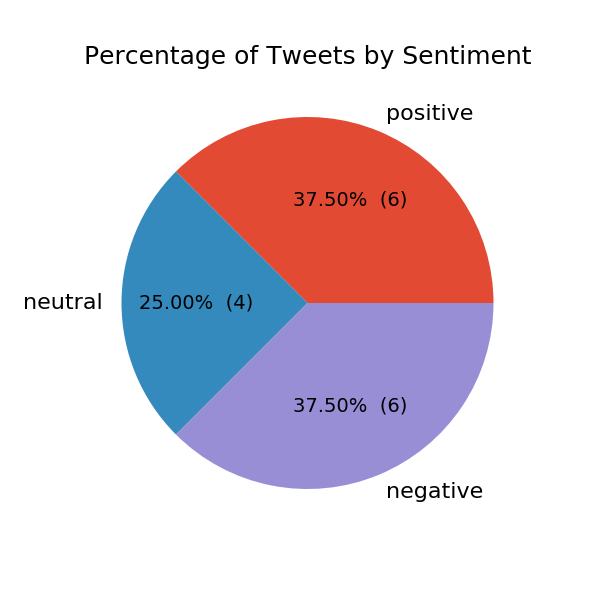 Percentage of Tweets by Sentiment
positive
37.50% (6)
neutral
25.00% (4)
37.50% (6)
negative